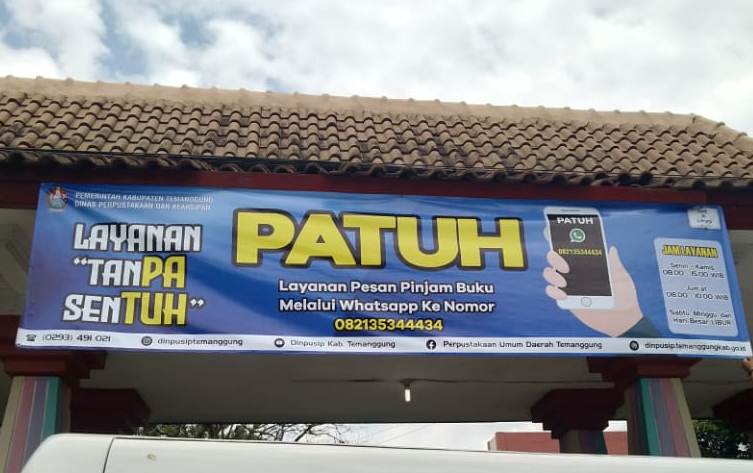 PEMERINTAH KABUPATEN TEMANGGUNG
DINAS PERPUSTAKAAN DAN KEARSIPAN
LAYANAN
"TANPA
SENTUH"
PATUH
Layanan Pesan Pinjam Buku
Melalui Whatsapp Ke Nomor
082135344434
PATUH
082135344434
JAM LAYANAN
Senin - Kamis
08.00 - 15.00 WIB
Jum at
08.00 - 10.00 WIB
Sabtu, Minggu dan
Hari Besar LIBUR
(0293) 491 021
dinpusiptemanggung
Dinpusip Kab. Temanggung
Perpustakaan Umum Daerah Temanggung
dinpusip.temanggungkab.go.id